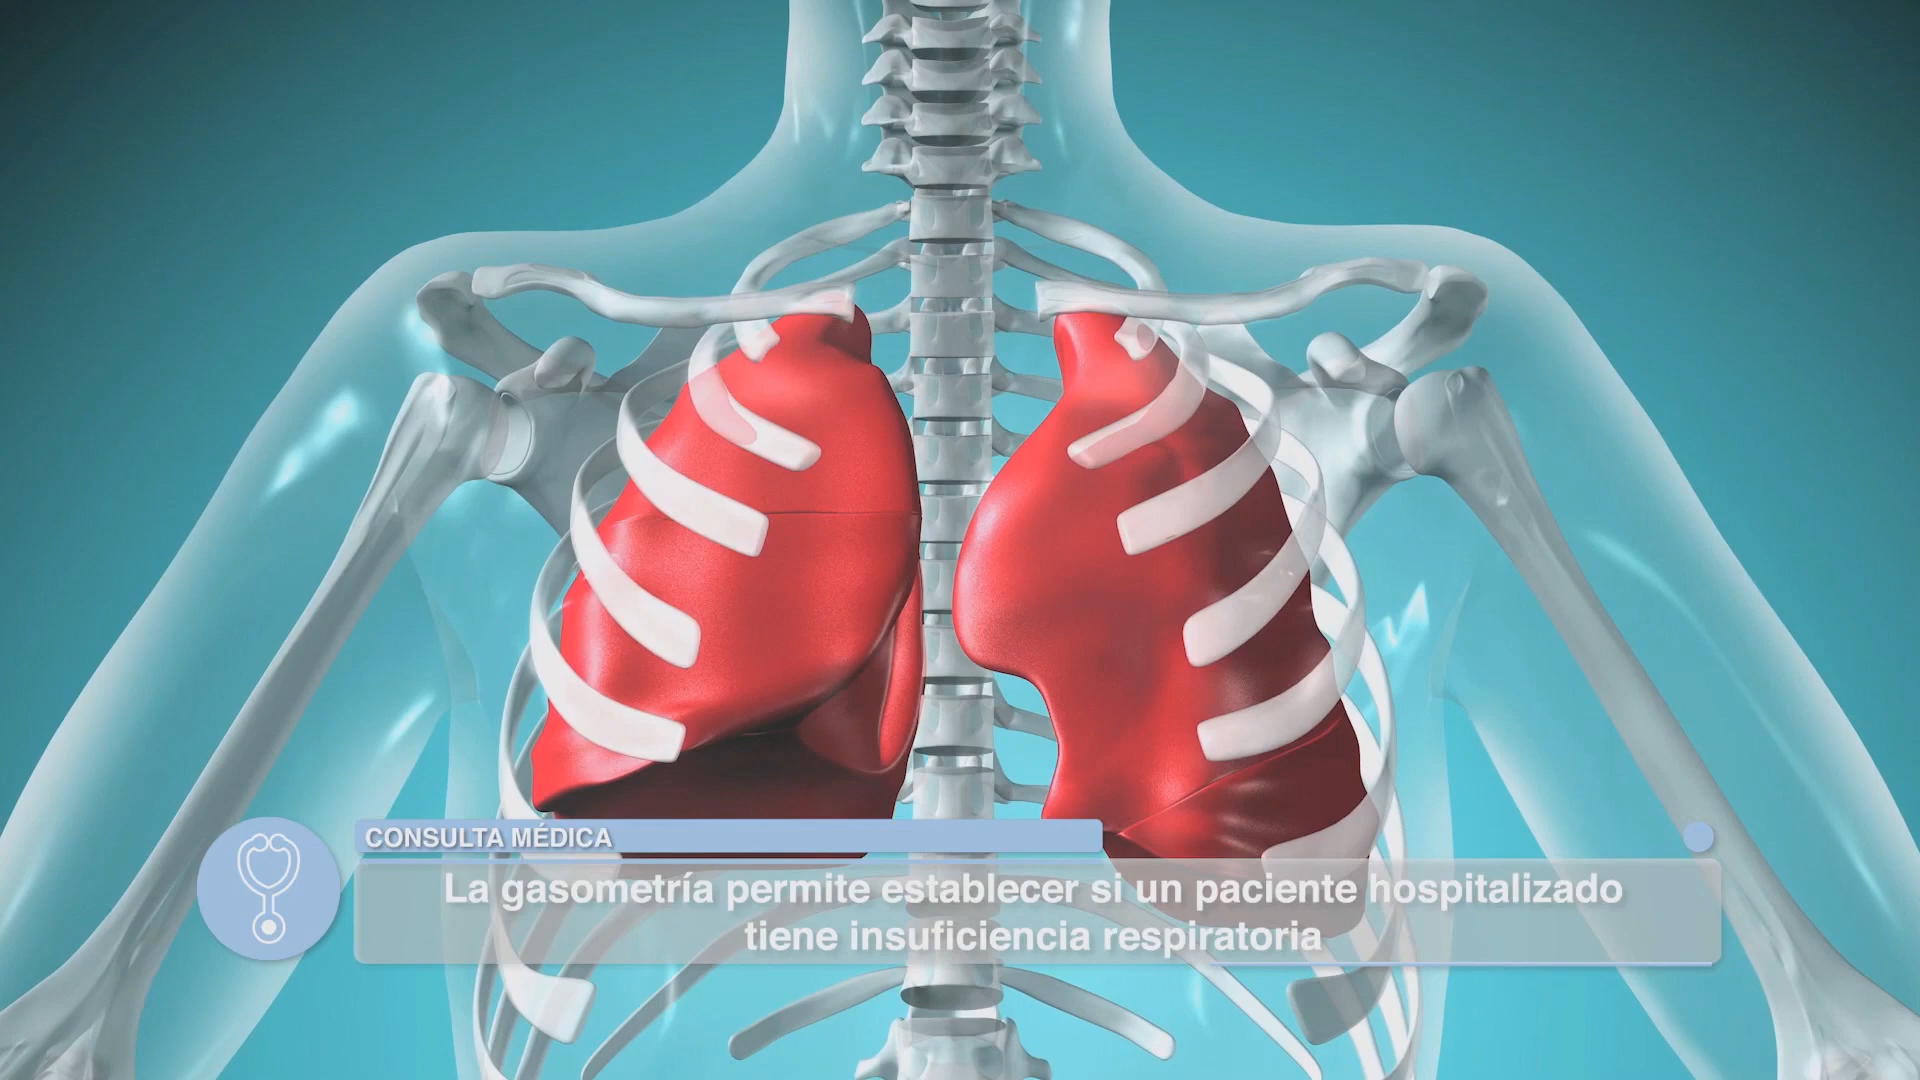 CONSULTA MÉDICA
La gasometría permite establecer si un paciente hospitalizado
tiene insuficiencia respiratoria